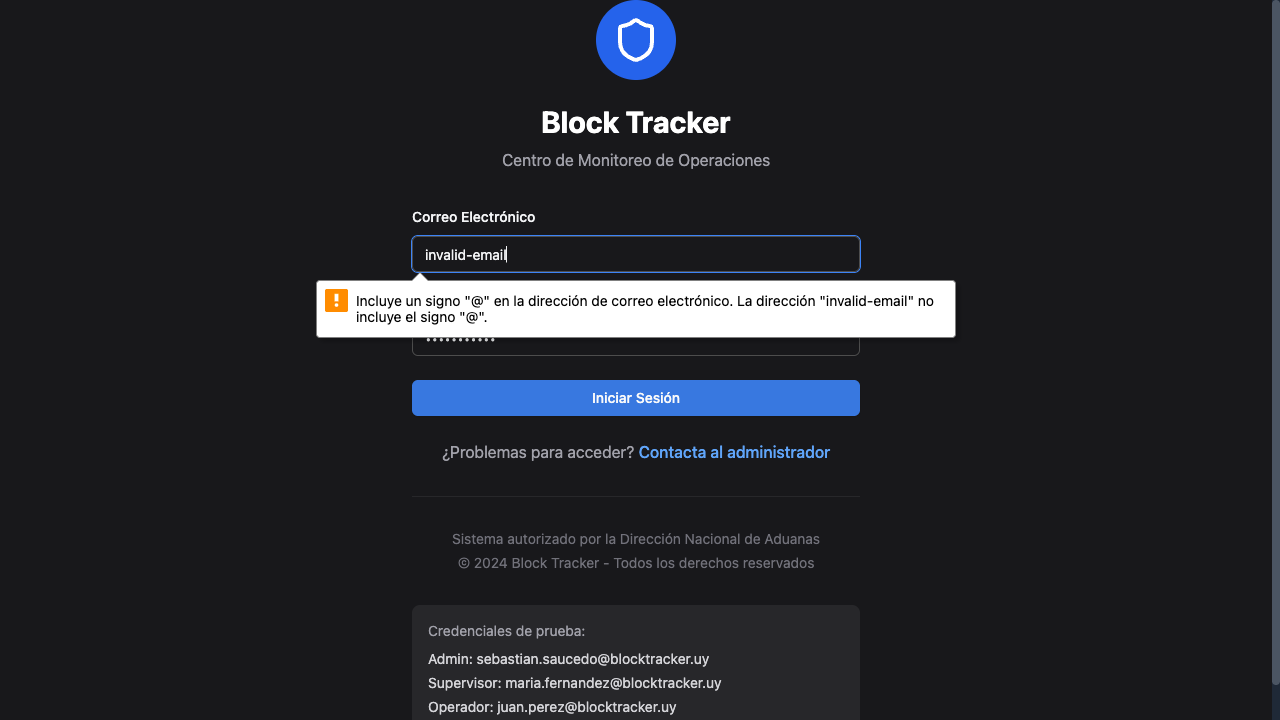 Block Tracker
Centro de Monitoreo de Operaciones
Correo Electrónico
invalid-email
Incluye un signo "@" en la dirección de correo electrónico. La dirección "invalid-email" no
incluye el signo "@".
•••••••••••
Iniciar Sesión
¿Problemas para acceder? Contacta al administrador
Sistema autorizado por la Dirección Nacional de Aduanas
© 2024 Block Tracker - Todos los derechos reservados
Credenciales de prueba:
Admin: sebastian.saucedo@blocktracker.uy
Supervisor: maria.fernandez@blocktracker.uy
Operador: juan.perez@blocktracker.uy